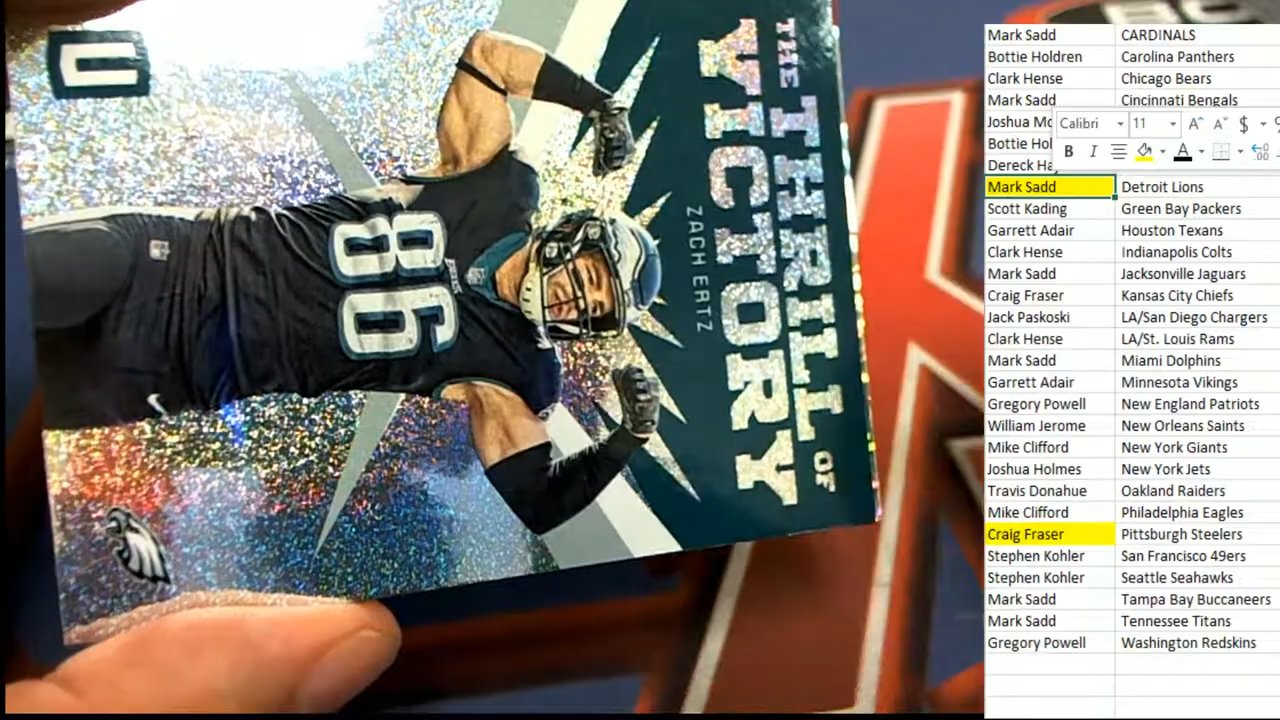 U
THE THRILL OF
VICTORY
ZACH ERTZ
86
Mark Sadd CARDINALS
Bottie Holdren Carolina Panthers
Clark Hense Chicago Bears
Mark Sadd Cincinnati Bengals
Joshua Mc
Calibri 11 A A $
Bottie Hol
B I A
Dereck Ha
Mark Sadd Detroit Lions
Scott Kading Green Bay Packers
Garrett Adair Houston Texans
Clark Hense Indianapolis Colts
Mark Sadd Jacksonville Jaguars
Craig Fraser Kansas City Chiefs
Jack Paskoski LA/San Diego Chargers
Clark Hense LA/St. Louis Rams
Mark Sadd Miami Dolphins
Garrett Adair Minnesota Vikings
Gregory Powell New England Patriots
William Jerome New Orleans Saints
Mike Clifford New York Giants
Joshua Holmes New York Jets
Travis Donahue Oakland Raiders
Mike Clifford Philadelphia Eagles
Craig Fraser Pittsburgh Steelers
Stephen Kohler San Francisco 49ers
Stephen Kohler Seattle Seahawks
Mark Sadd Tampa Bay Buccaneers
Mark Sadd Tennessee Titans
Gregory Powell Washington Redskins